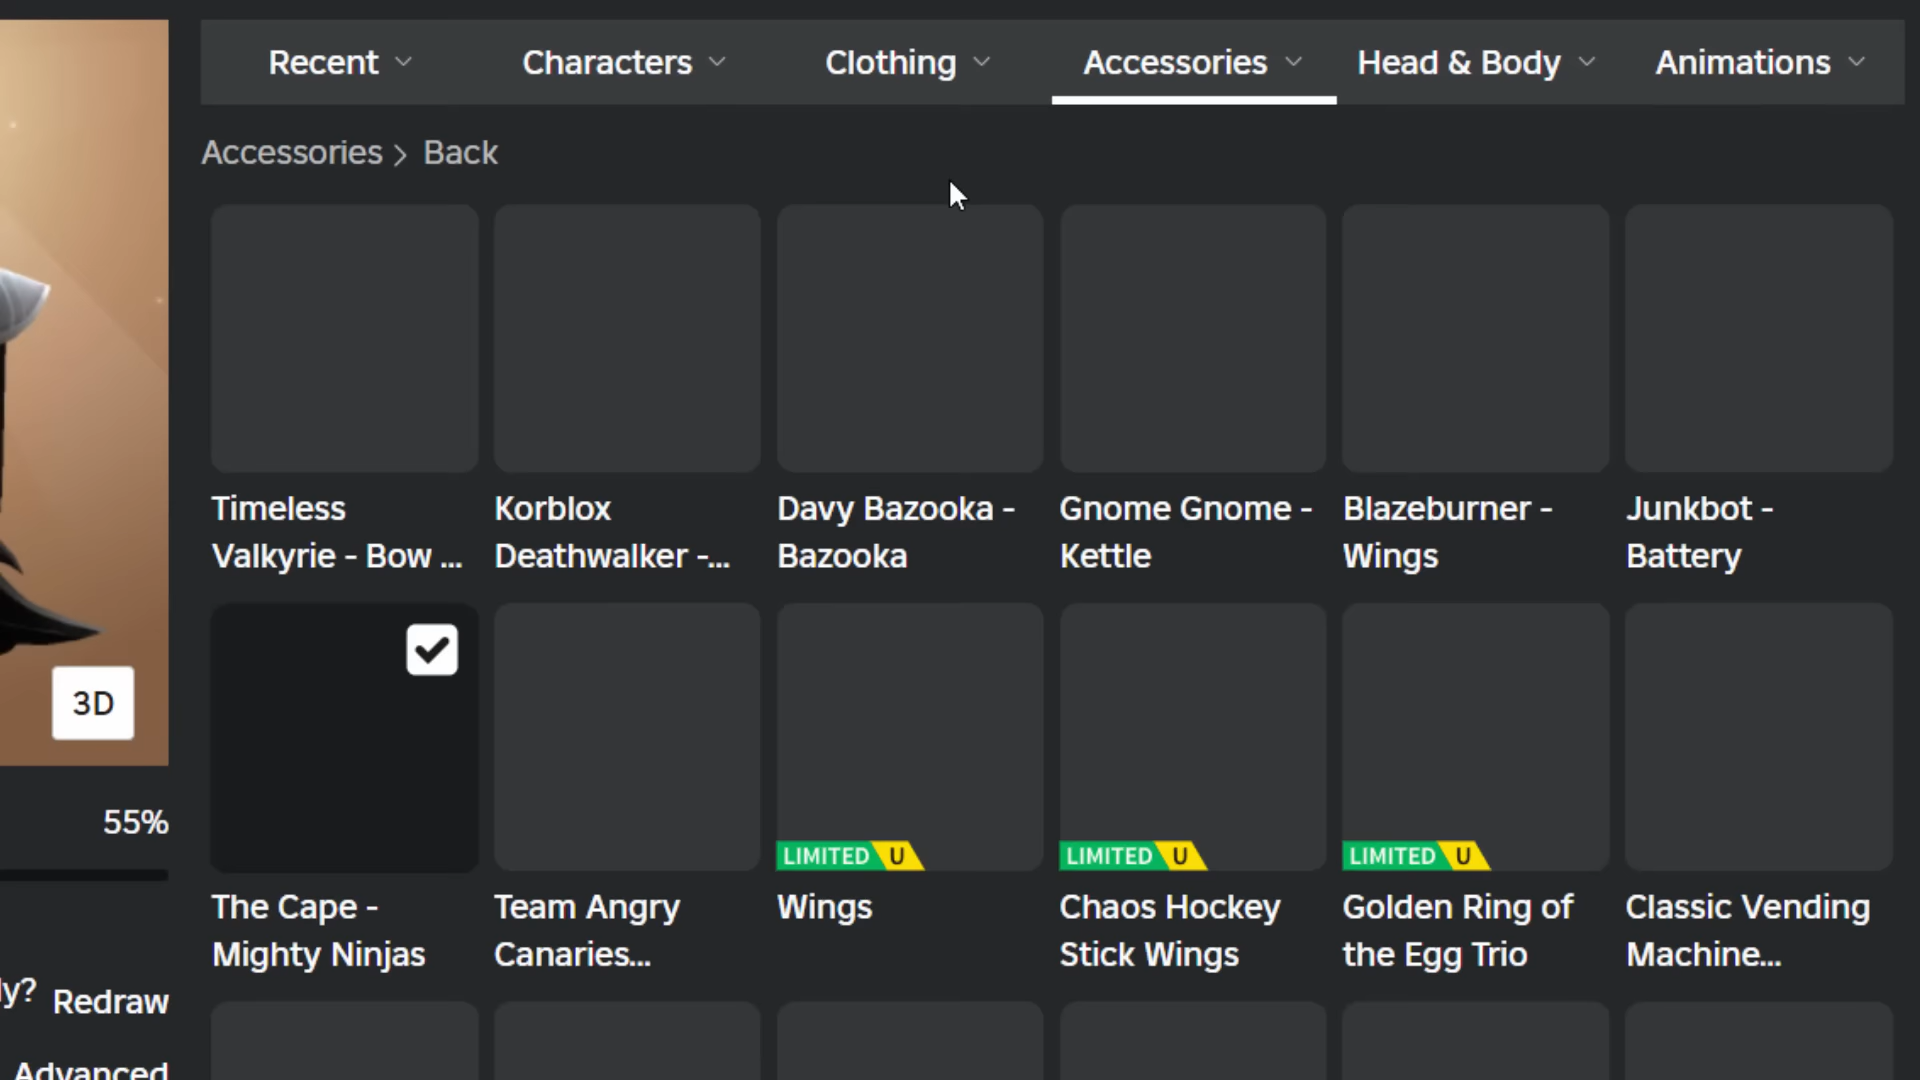 Recent
Characters
Clothing
Accessories
Head & Body
Animations
Accessories > Back
Timeless
Valkyrie - Bow ...
Korblox
Deathwalker -...
Davy Bazooka -
Bazooka
Gnome Gnome -
Kettle
Blazeburner -
Wings
Junkbot -
Battery
3D
55%
The Cape -
Mighty Ninjas
Team Angry
Canaries...
LIMITED U
Wings
LIMITED U
Chaos Hockey
Stick Wings
LIMITED U
Golden Ring of
the Egg Trio
Classic Vending
Machine...
ly? Redraw
Advanced